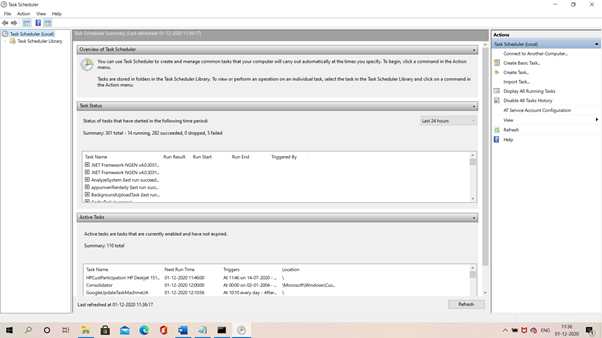 Task Scheduler
File Action View Help
Task Scheduler (Local)
Task Scheduler Library
Task Scheduler Summary (Last refreshed: 01-12-2020 11:36:17)
Overview of Task Scheduler
You can use Task Scheduler to create and manage common tasks that your computer will carry out automatically at the times you specify. To begin, click a command in the Action
menu.
Tasks are stored in folders in the Task Scheduler Library. To view or perform an operation on an individual task, select the task in the Task Scheduler Library and click on a command in
the Action menu.
Task Status
Status of tasks that have started in the following time period:
Last 24 hours
Summary: 301 total - 14 running, 282 succeeded, 0 stopped, 5 failed
Task Name Run Result Run Start Run End Triggered By
.NET Framework NGEN v4.0.3031...
.NET Framework NGEN v4.0.3031...
AnalyzeSystem (last run succeed...
appuriverifierdaily (last run succ...
BackgroundUploadTask (last run...
Active Tasks
Active tasks are tasks that are currently enabled and have not expired.
Summary: 110 total
Task Name Next Run Time Triggers Location
HPCustParticipation HP Deskjet 151... 01-12-2020 11:46:00 At 11:46 on 14-07-2020 - ... \
Consolidator 01-12-2020 12:00:00 At 00:00 on 02-01-2004 - ... \Microsoft\Windows\Cus...
GoogleUpdateTaskMachineUA 01-12-2020 12:10:56 At 10:10 every day - After... \
Last refreshed at 01-12-2020 11:36:17
Refresh
Actions
Task Scheduler (Local)
Connect to Another Computer...
Create Basic Task...
Create Task...
Import Task...
Display All Running Tasks
Disable All Tasks History
AT Service Account Configuration
View
Refresh
Help
ENG
11:36
01-12-2020